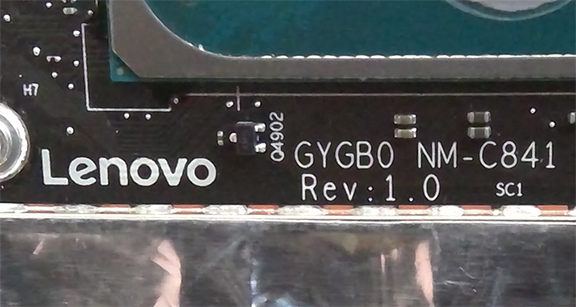 H7
Q4902
Lenovo
GYGB0 NM-C841
Rev:1.0
SC1